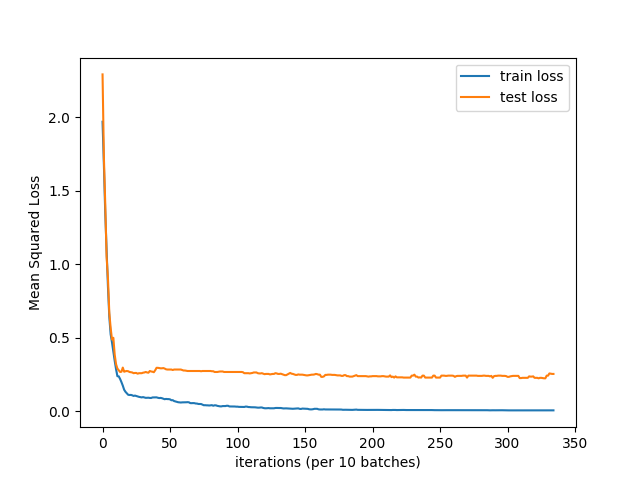 train loss
test loss
2.0
1.5
1.0
0.5
0.0
Mean Squared Loss
0 50 100 150 200 250 300 350
iterations (per 10 batches)